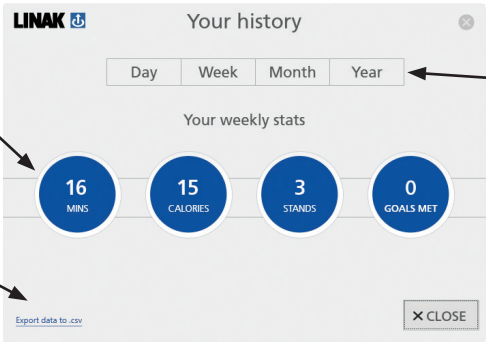 LINAK Your history
Day Week Month Year
Your weekly stats
16 15 3 0
MINS CALORIES STANDS GOALS MET
Export data to .csv
X CLOSE